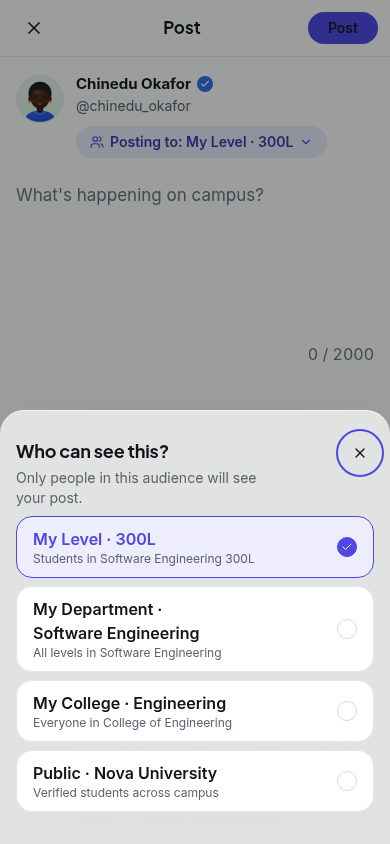 Post
Post
Chinedu Okafor
@chinedu_okafor
Posting to: My Level · 300L
What's happening on campus?
0 / 2000
Who can see this?
Only people in this audience will see
your post.
My Level · 300L
Students in Software Engineering 300L
My Department ·
Software Engineering
All levels in Software Engineering
My College · Engineering
Everyone in College of Engineering
Public · Nova University
Verified students across campus